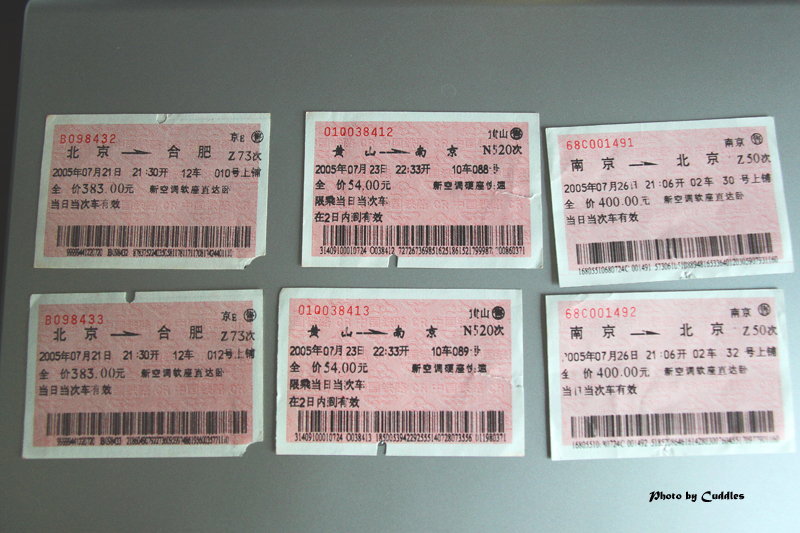 B098432 京B 售
北京 → 合肥 Z73次
2005年07月21日 21:30开 12车 010号上铺
全 价383.00元 新空调软座直达卧
当日当次车有效
010038412 黄山 售
黄山 → 南京 N520次
2005年07月23日 22:33开 10车088
全 价54.00元 新空调硬座快速
限乘当日当次车
在2日内到有效
68C001491 南京 售
南京 → 北京 Z50次
2005年07月26日 21:06开 02车 30 号上铺
全 价400.00元 新空调软座直达卧
当日当次车有效
B098433 京B 售
北京 → 合肥 Z73次
2005年07月21日 21:30开 12车 012号上铺
全 价383.00元 新空调软座直达卧
当日当次车有效
010038413 黄山 售
黄山 → 南京 N520次
2005年07月23日 22:33开 10车089
全 价54.00元 新空调硬座快速
限乘当日当次车
在2日内到有效
68C001492 南京 售
南京 → 北京 Z50次
2005年07月26日 21:06开 02车 32 号上铺
全 价400.00元 新空调软座直达卧
当日当次车有效
Photo by Cuddles